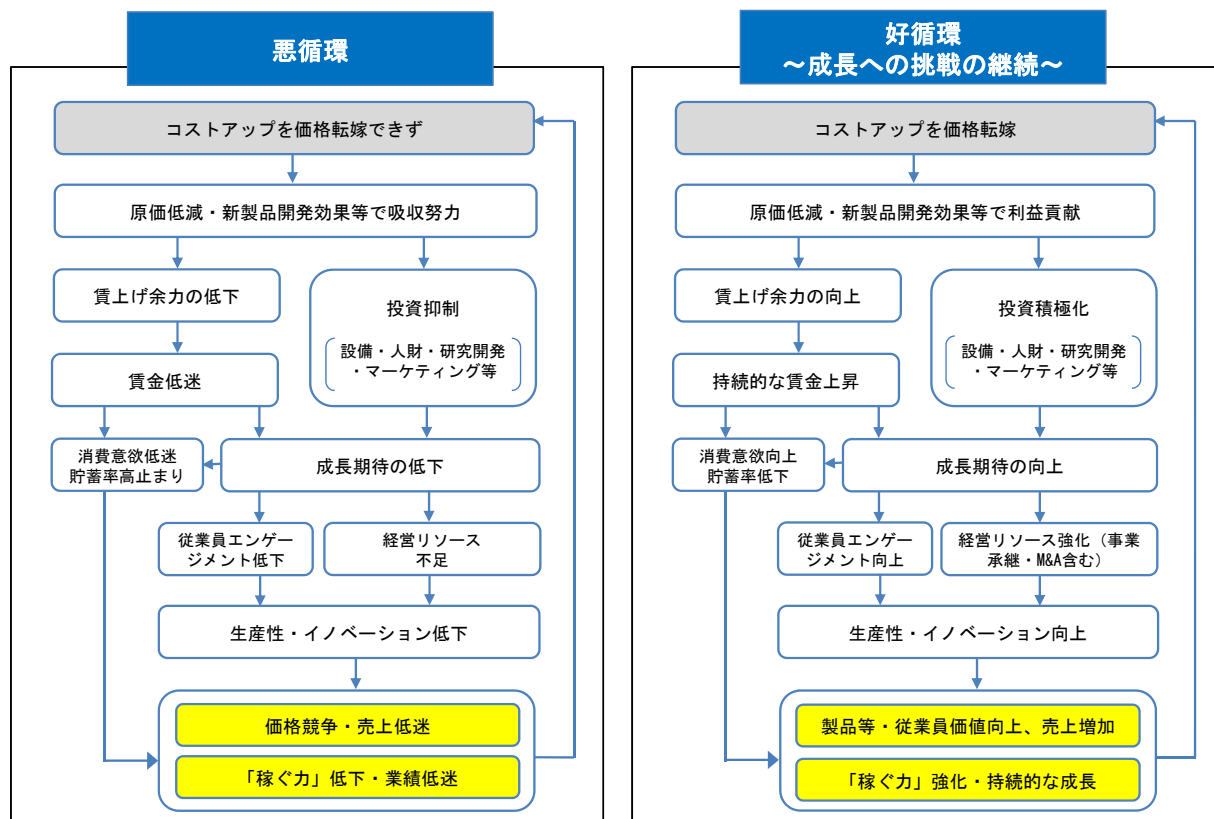 悪循環
コストアップを価格転嫁できず
原価低減・新製品開発効果等で吸収努力
賃上げ余力の低下
投資抑制
設備・人財・研究開発
・マーケティング等
賃金低迷
消費意欲低迷
貯蓄率高止まり
成長期待の低下
従業員エンゲー
ジメント低下
経営リソース
不足
生産性・イノベーション低下
価格競争・売上低迷
「稼ぐ力」低下・業績低迷
好循環
～成長への挑戦の継続～
コストアップを価格転嫁
原価低減・新製品開発効果等で利益貢献
賃上げ余力の向上
投資積極化
設備・人財・研究開発
・マーケティング等
持続的な賃金上昇
消費意欲向上
貯蓄率低下
成長期待の向上
従業員エンゲー
ジメント向上
経営リソース強化（事業
承継・M&A含む）
生産性・イノベーション向上
製品等・従業員価値向上、売上増加
「稼ぐ力」強化・持続的な成長